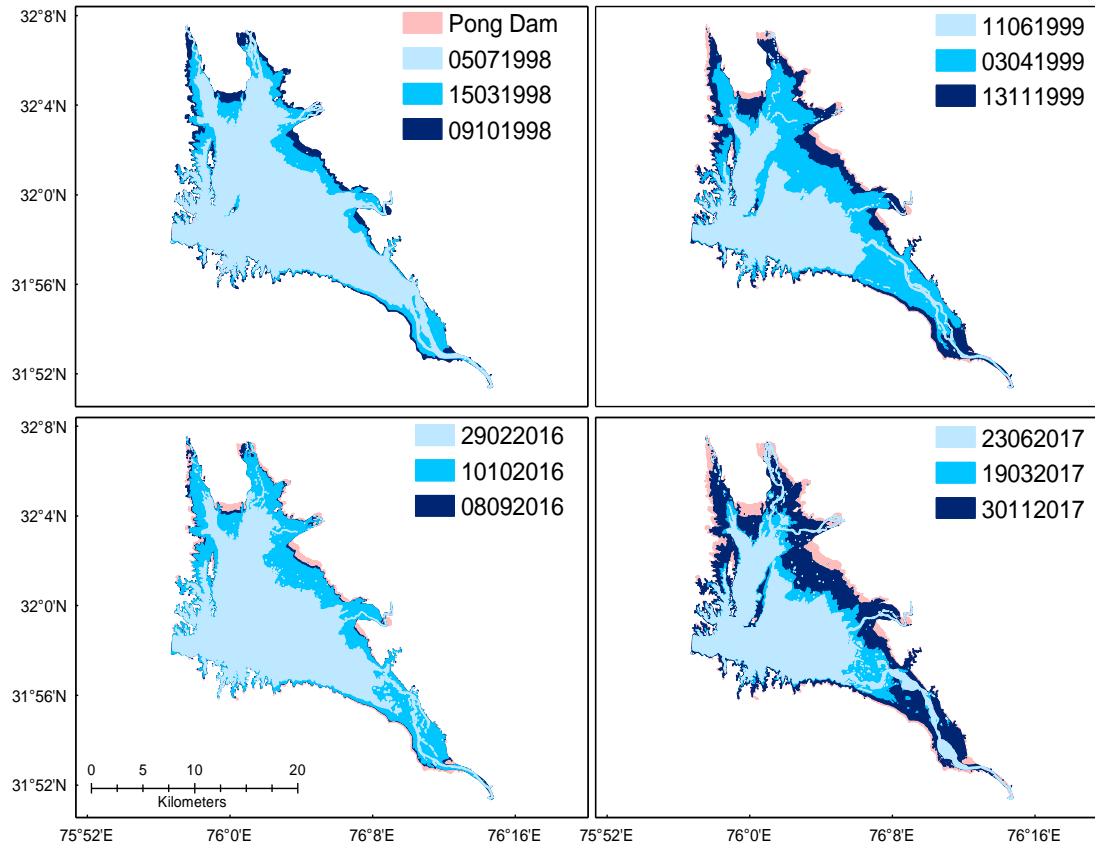 32°8'N
Pong Dam
05071998
15031998
09101998
11061999
03041999
13111999
32°4'N
32°0'N
31°56'N
31°52'N
32°8'N
29022016
10102016
08092016
23062017
19032017
30112017
32°4'N
32°0'N
31°56'N
0 5 10 20
Kilometers
31°52'N
75°52'E 76°0'E 76°8'E 76°16'E 75°52'E 76°0'E 76°8'E 76°16'E